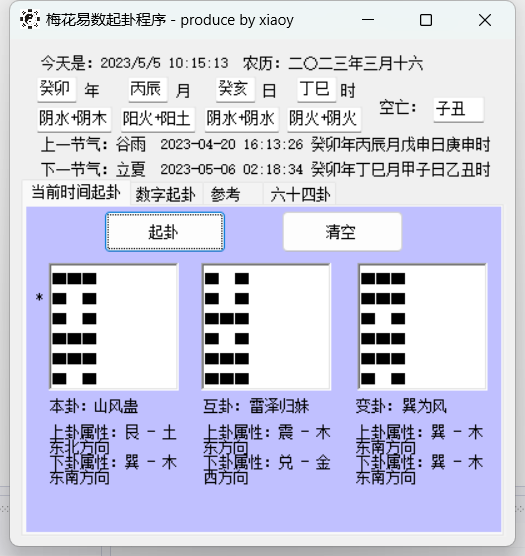 梅花易数起卦程序 - produce by xiaoy
今天是：2023/5/5 10:15:13 农历：二〇二三年三月十六
癸卯 年 丙辰 月 癸亥 日 丁巳 时
空亡： 子丑
阴水+阴木 阳火+阳土 阴水+阴水 阴火+阴火
上一节气：谷雨 2023-04-20 16:13:26 癸卯年丙辰月戊申日庚申时
下一节气：立夏 2023-05-06 02:18:34 癸卯年丁巳月甲子日乙丑时
当前时间起卦 数字起卦 参考 六十四卦
起卦 清空
*
本卦：山风蛊 互卦：雷泽归妹 变卦：巽为风
上卦属性：艮 - 土 上卦属性：震 - 木 上卦属性：巽 - 木
东北方向 东方向 东南方向
下卦属性：巽 - 木 下卦属性：兑 - 金 下卦属性：巽 - 木
东南方向 西方向 东南方向